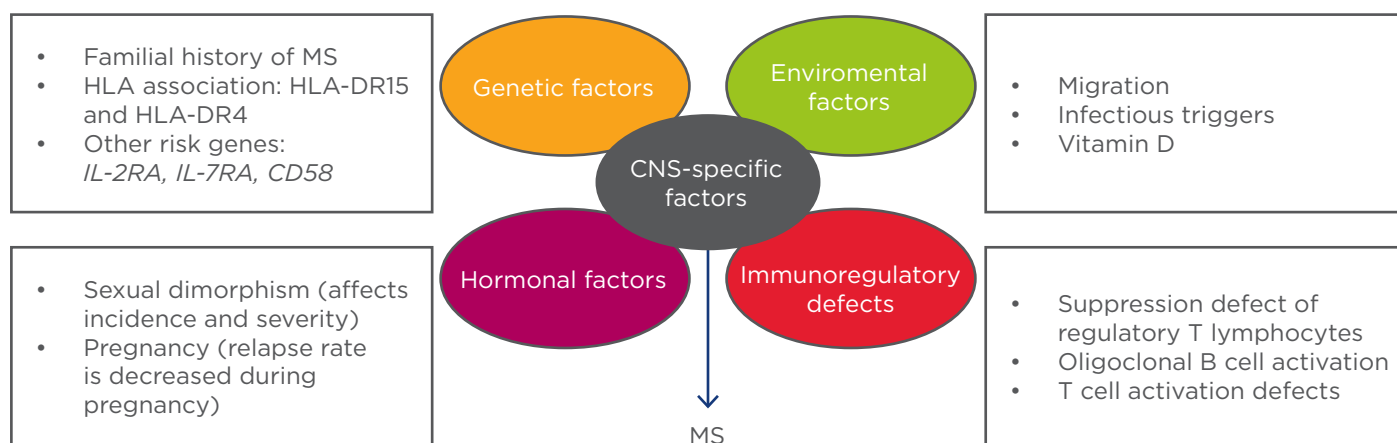 • Familial history of MS
• HLA association: HLA-DR15
and HLA-DR4
• Other risk genes:
IL-2RA, IL-7RA, CD58
Genetic factors
Enviromental
factors
• Migration
• Infectious triggers
• Vitamin D
CNS-specific
factors
• Sexual dimorphism (affects
incidence and severity)
• Pregnancy (relapse rate
is decreased during
pregnancy)
Hormonal factors
Immunoregulatory
defects
• Suppression defect of
regulatory T lymphocytes
• Oligoclonal B cell activation
• T cell activation defects
MS